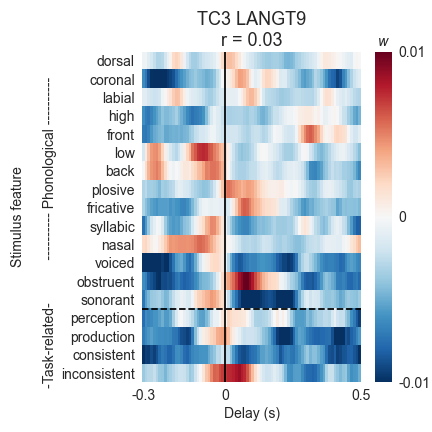 TC3 LANGT9
r = 0.03
w
dorsal
coronal
labial
high
front
low
back
plosive
fricative
syllabic
nasal
voiced
obstruent
sonorant
perception
production
consistent
inconsistent
Stimulus feature
-Task-related- ---------- Phonological ----------
-0.3 0 0.5
Delay (s)
0.01
0
-0.01